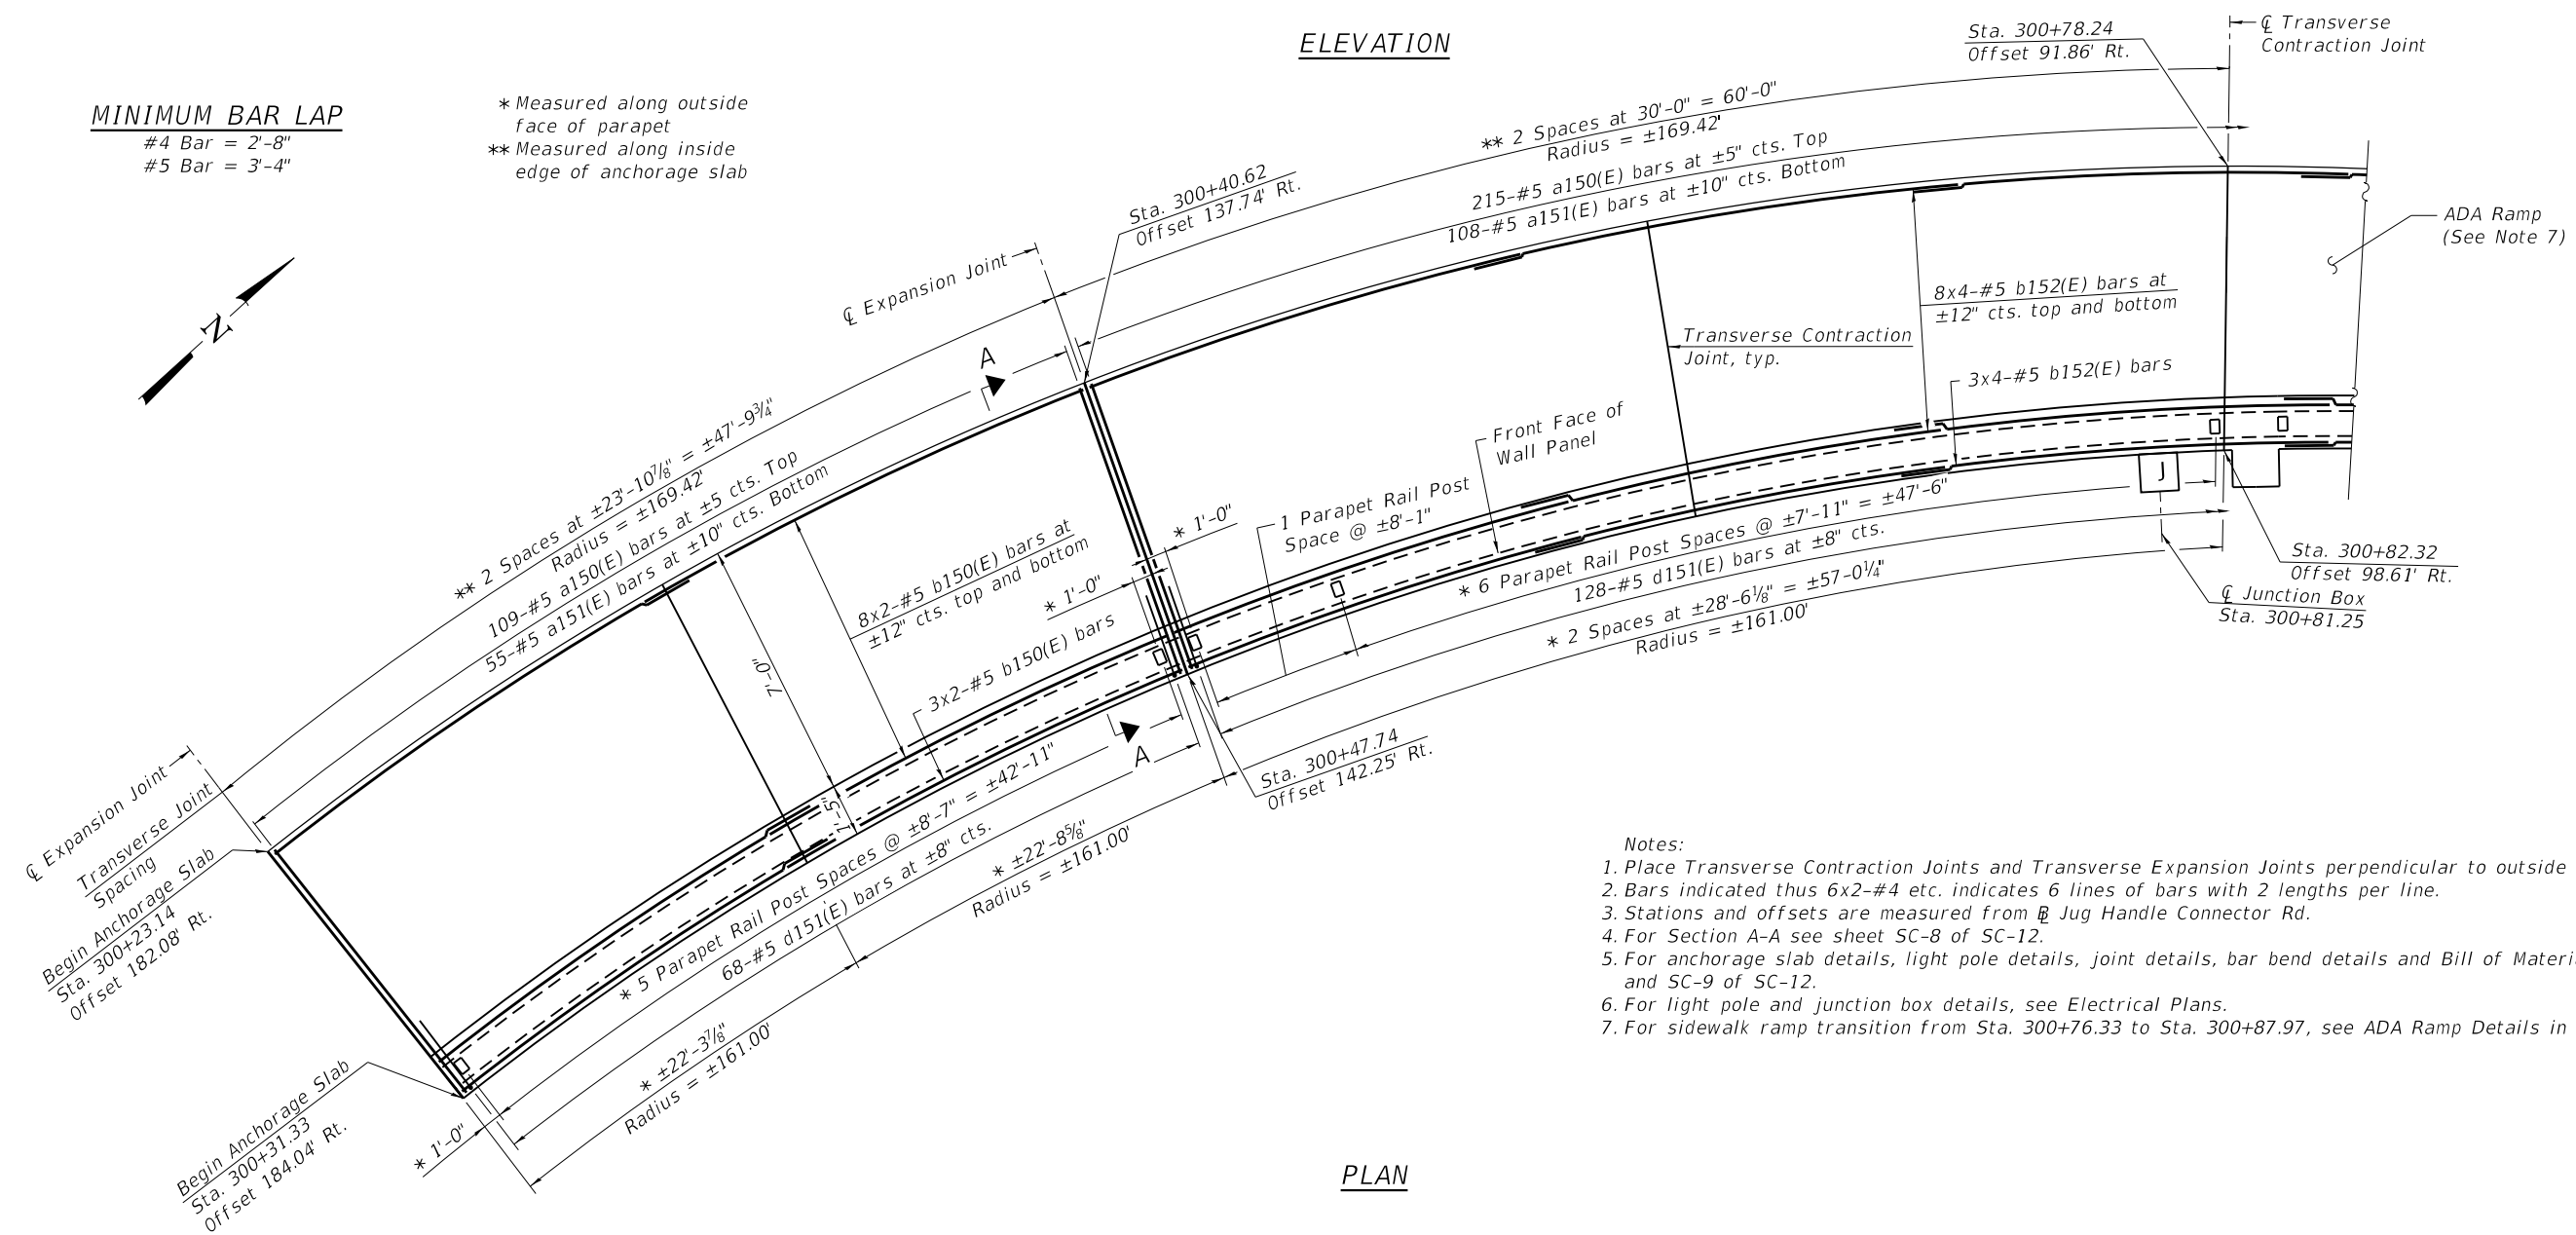 ELEVATION
MINIMUM BAR LAP
#4 Bar = 2'-8"
#5 Bar = 3'-4"
* Measured along outside
face of parapet
** Measured along inside
edge of anchorage slab
N
Sta. 300+78.24
Offset 91.86' Rt.
℄ Transverse
Contraction Joint
** 2 Spaces at 30'-0" = 60'-0"
Radius = ±169.42'
215-#5 a150(E) bars at ±5" cts. Top
108-#5 a151(E) bars at ±10" cts. Bottom
Sta. 300+40.62
Offset 137.74' Rt.
℄ Expansion Joint
ADA Ramp
(See Note 7)
A
8x4-#5 b152(E) bars at
±12" cts. top and bottom
Transverse Contraction
Joint, typ.
3x4-#5 b152(E) bars
Front Face of
Wall Panel
** 2 Spaces at ±23'-10⅞" = ±47'-9¾"
Radius = ±169.42'
109-#5 a150(E) bars at ±5 cts. Top
55-#5 a151(E) bars at ±10" cts. Bottom
8x2-#5 b150(E) bars at
±12" cts. top and bottom
3x2-#5 b150(E) bars
7'-0"
1'-5"
* 1'-0"
* 1'-0"
1 Parapet Rail Post
Space @ ±8'-1"
J
* 6 Parapet Rail Post Spaces @ ±7'-11" = ±47'-6"
128-#5 d151(E) bars at ±8" cts.
* 2 Spaces at ±28'-6⅛" = ±57-0¼"
Radius = ±161.00'
Sta. 300+82.32
Offset 98.61' Rt.
℄ Junction Box
Sta. 300+81.25
A
Sta. 300+47.74
Offset 142.25' Rt.
℄ Expansion Joint
Transverse Joint
Spacing
Begin Anchorage Slab
Sta. 300+23.14
Offset 182.08' Rt.
* 5 Parapet Rail Post Spaces @ ±8'-7" = ±42'-11"
68-#5 d151(E) bars at ±8" cts.
* ±22'-8⅝"
Radius = ±161.00'
* ±22'-3⅞"
Radius = ±161.00'
* 1'-0"
Begin Anchorage Slab
Sta. 300+31.33
Offset 184.04' Rt.
Notes:
1. Place Transverse Contraction Joints and Transverse Expansion Joints perpendicular to outside
2. Bars indicated thus 6x2-#4 etc. indicates 6 lines of bars with 2 lengths per line.
3. Stations and offsets are measured from ⅊ Jug Handle Connector Rd.
4. For Section A-A see sheet SC-8 of SC-12.
5. For anchorage slab details, light pole details, joint details, bar bend details and Bill of Materi
and SC-9 of SC-12.
6. For light pole and junction box details, see Electrical Plans.
7. For sidewalk ramp transition from Sta. 300+76.33 to Sta. 300+87.97, see ADA Ramp Details in
PLAN